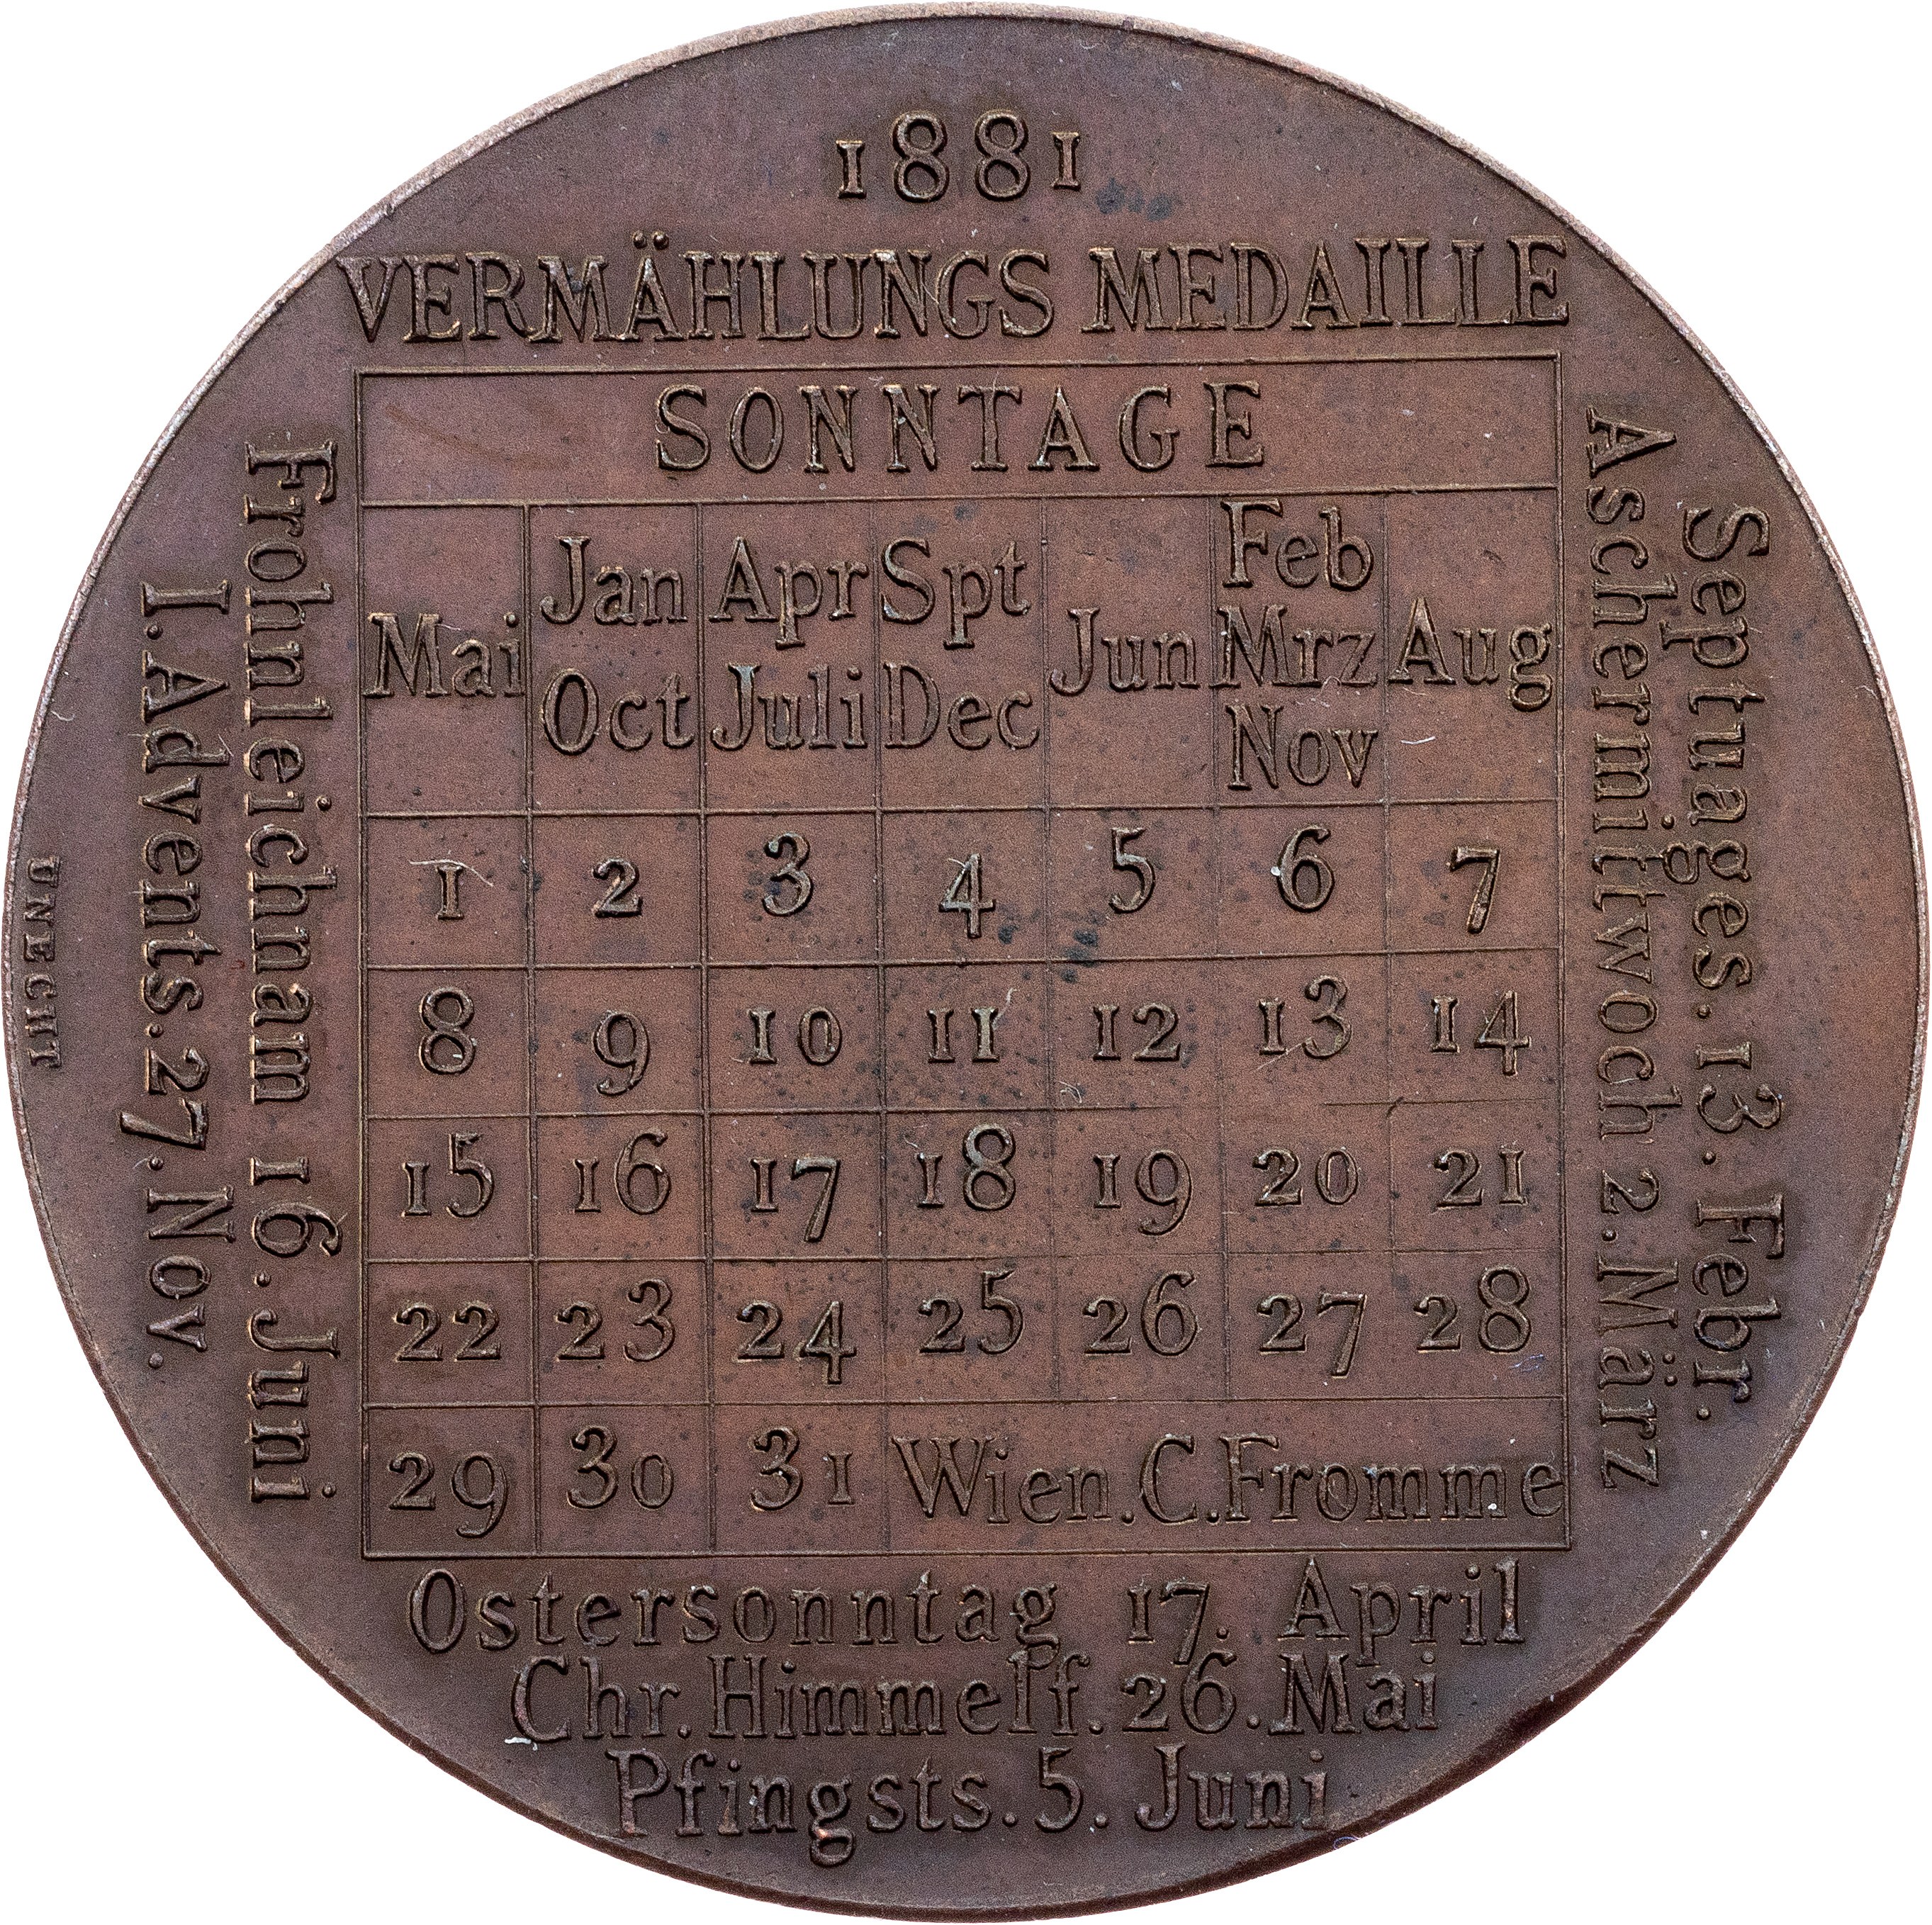 1881
VERMÄHLUNGS MEDAILLE
SONNTAGE
Mai
Jan
Oct
Apr
Juli
Spt
Dec
Jun
Feb
Mrz
Nov
Aug
1 2 3 4 5 6 7
8 9 10 11 12 13 14
15 16 17 18 19 20 21
22 23 24 25 26 27 28
29 30 31 Wien.C.Fromme
Ostersonntag 17. April
Chr.Himmelf.26.Mai
Pfingsts.5.Juni
Frohnleichnam 16.Juni
I.Advents.27.Nov.
Septuages.13.Febr.
Aschermittwoch 2.März
UNECHT